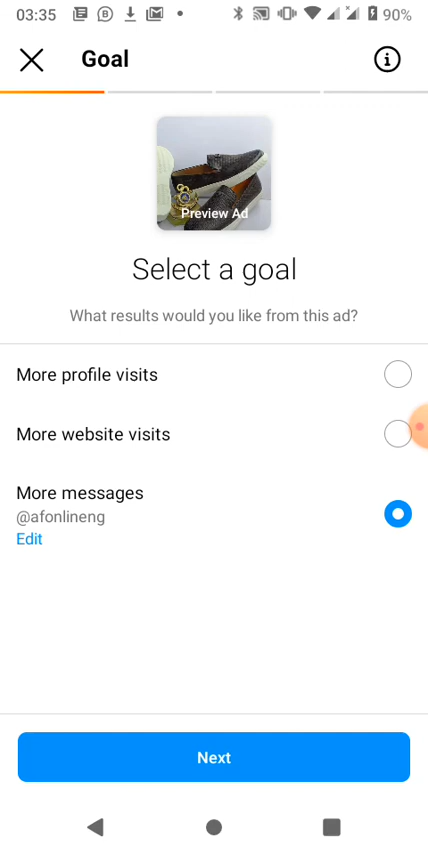 03:35
90%
Goal
Preview Ad
Select a goal
What results would you like from this ad?
More profile visits
More website visits
More messages
@afonlineng
Edit
Next